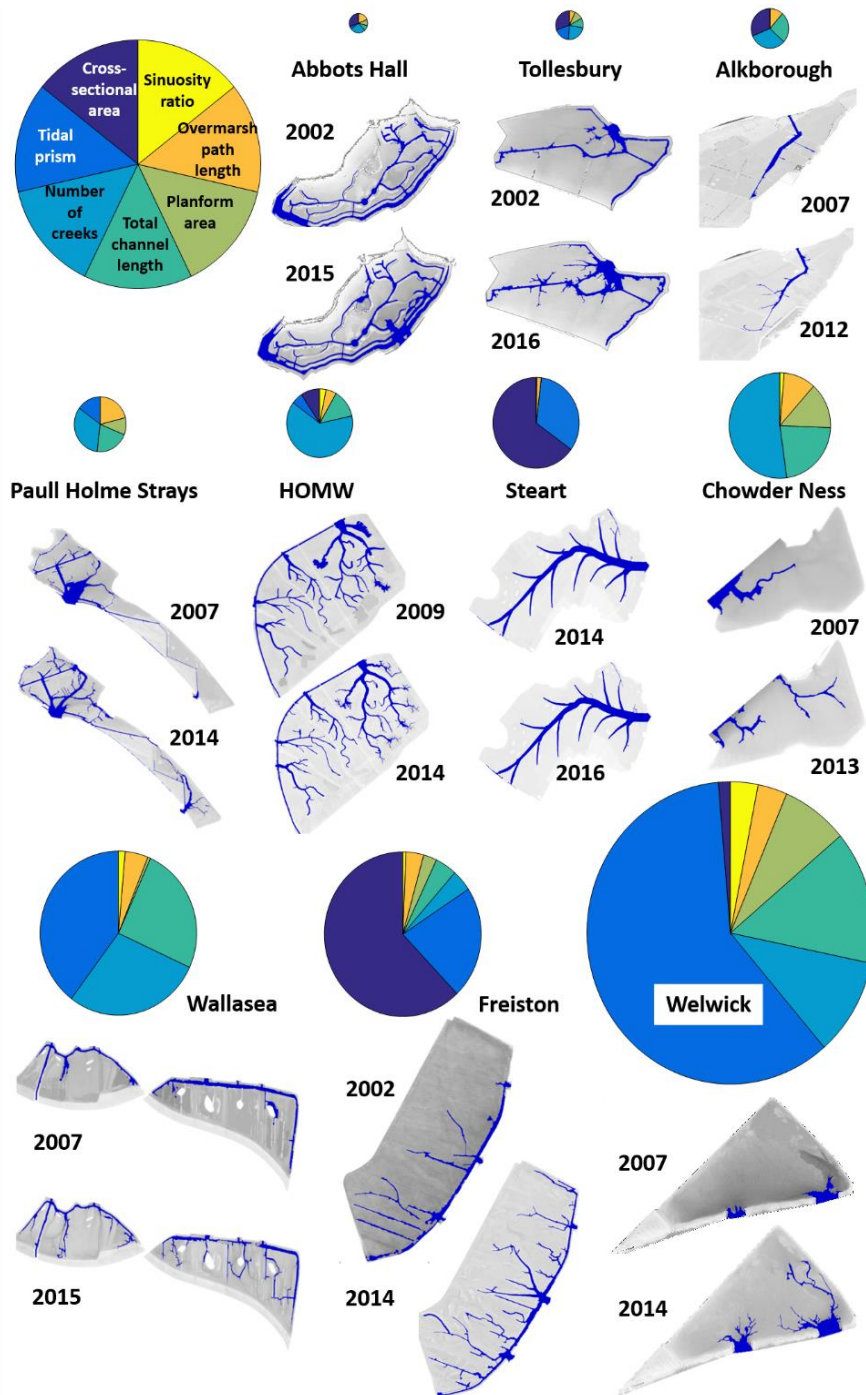 Cross-
sectional
area
Sinuosity
ratio
Tidal
prism
Overmarsh
path length
Number
of
creeks
Total
channel
length
Planform
area
Abbots Hall
2002
2015
Tollesbury
2002
2016
Alkborough
2007
2012
Paull Holme Strays
2007
2014
HOMW
2009
2014
Steart
2014
2016
Chowder Ness
2007
2013
Wallasea
2007
2015
Freiston
2002
2014
Welwick
2007
2014